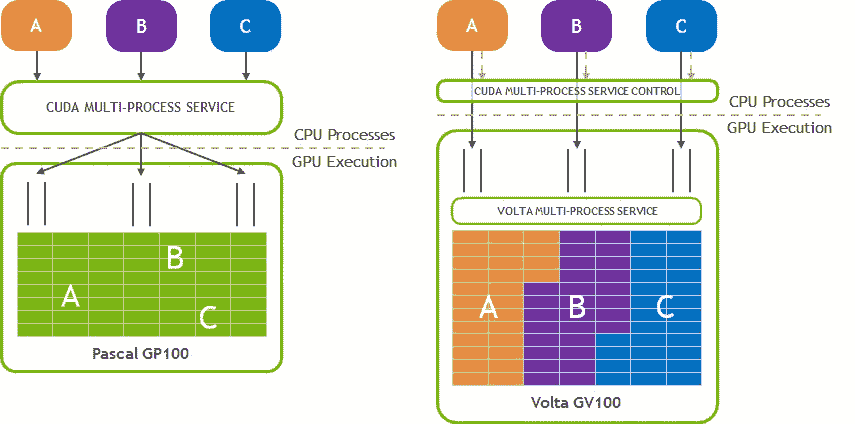 A
B
C
CUDA MULTI-PROCESS SERVICE
CPU Processes
GPU Execution
B
A
C
Pascal GP100
A
B
C
CUDA MULTI-PROCESS SERVICE CONTROL
CPU Processes
GPU Execution
VOLTA MULTI-PROCESS SERVICE
A
B
C
Volta GV100